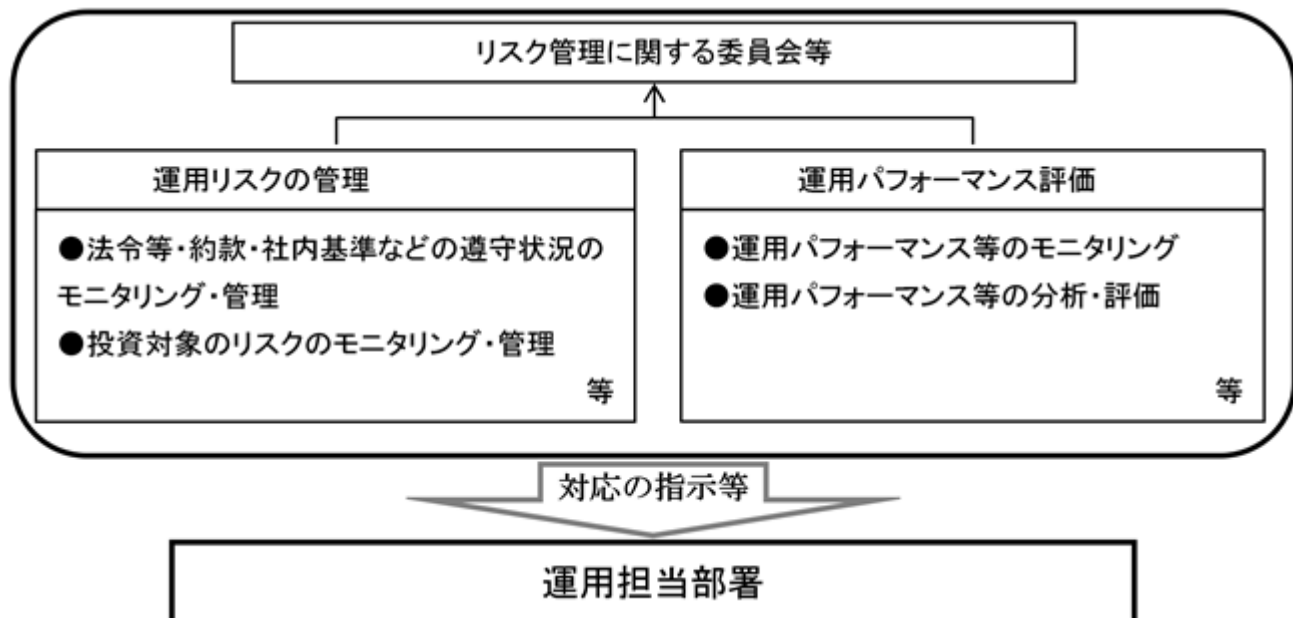 リスク管理に関する委員会等
運用リスクの管理
●法令等・約款・社内基準などの遵守状況の
モニタリング・管理
●投資対象のリスクのモニタリング・管理
等
運用パフォーマンス評価
●運用パフォーマンス等のモニタリング
●運用パフォーマンス等の分析・評価
等
対応の指示等
運用担当部署